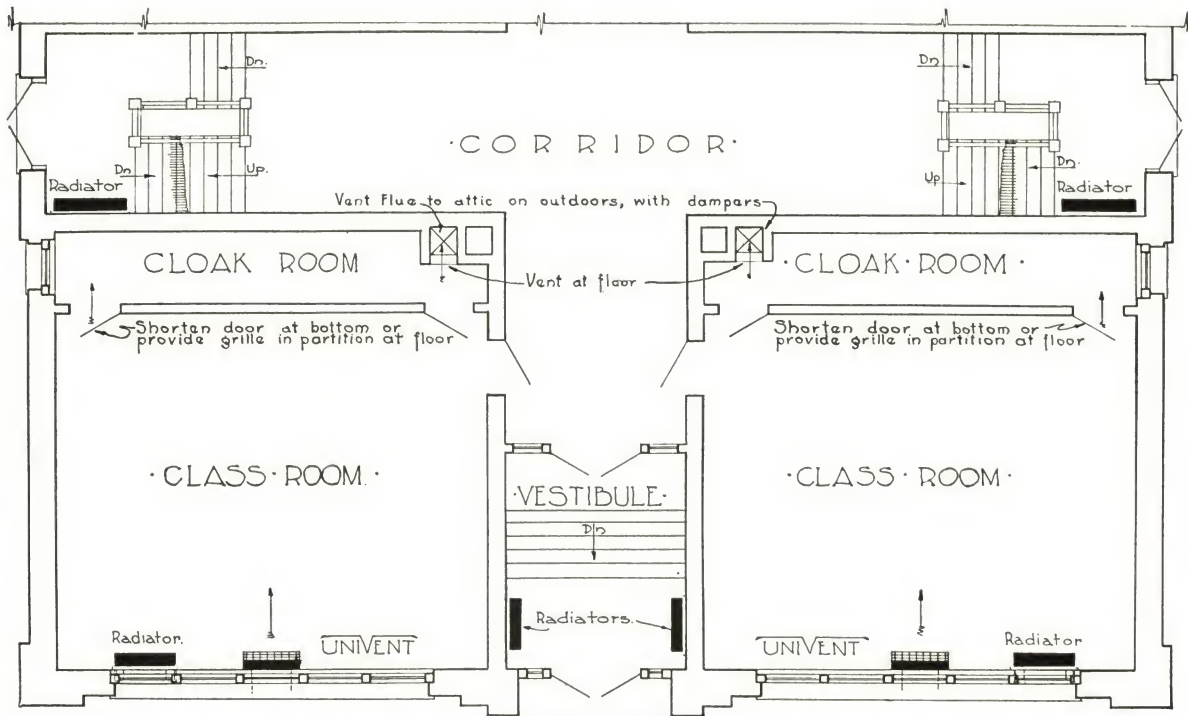 Dn.
Dn
· CORRIDOR ·
Dn
Up.
Up
Dn.
Radiator
Radiator
Vent Flue to attic on outdoors, with dampers
CLOAK ROOM
· CLOAK · ROOM ·
Vent at floor
Shorten door at bottom or
provide grille in partition at floor
Shorten door at bottom or
provide grille in partition at floor
· CLASS · ROOM.
· CLASS · ROOM ·
· VESTIBULE ·
Dn
Radiators.
Radiator.
UNIVENT
UNIVENT
Radiator